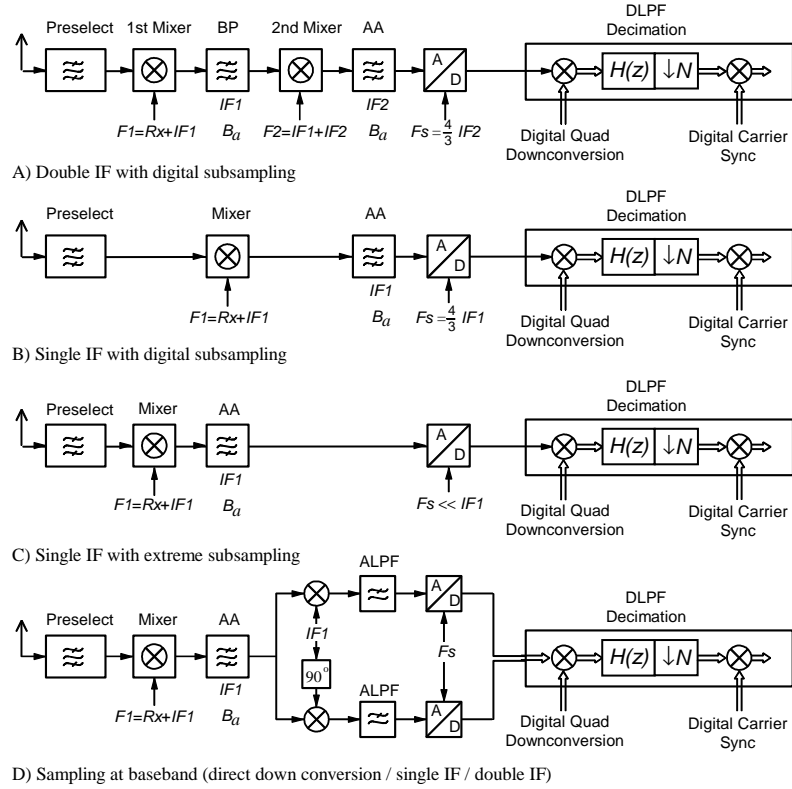 DLPF
Decimation
Preselect 1st Mixer BP 2nd Mixer AA
A
D
H(z) ↓N
IF1 IF2
F1=Rx+IF1 Ba F2=IF1+IF2 Ba Fs=4/3 IF2
Digital Quad Downconversion
Digital Carrier Sync
A) Double IF with digital subsampling
DLPF
Decimation
Preselect Mixer AA
A
D
H(z) ↓N
IF1
F1=Rx+IF1 Ba Fs=4/3 IF1
Digital Quad Downconversion
Digital Carrier Sync
B) Single IF with digital subsampling
DLPF
Decimation
Preselect Mixer AA
A
D
H(z) ↓N
IF1
F1=Rx+IF1 Ba Fs << IF1
Digital Quad Downconversion
Digital Carrier Sync
C) Single IF with extreme subsampling
ALPF
A
D
DLPF
Decimation
Preselect Mixer AA
IF1
Fs
H(z) ↓N
90°
ALPF
A
D
IF1
F1=Rx+IF1 Ba
Digital Quad Downconversion
Digital Carrier Sync
D) Sampling at baseband (direct down conversion / single IF / double IF)